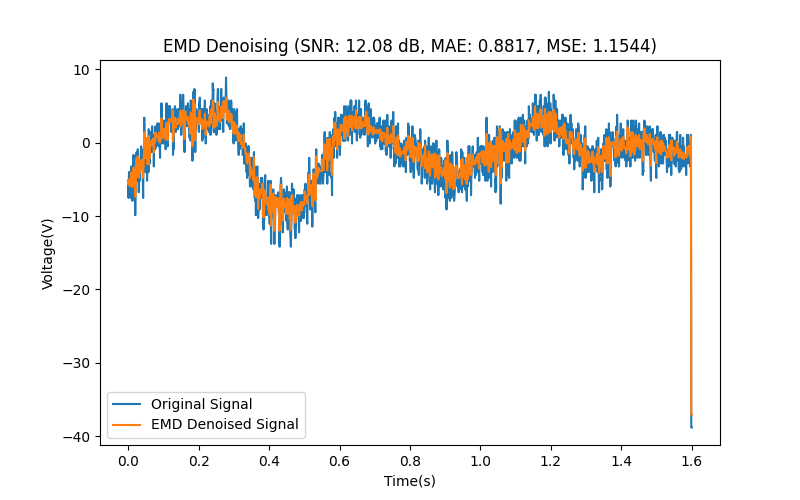 EMD Denoising (SNR: 12.08 dB, MAE: 0.8817, MSE: 1.1544)
10
0
−10
−20
−30
−40
Voltage(V)
Original Signal
EMD Denoised Signal
0.0 0.2 0.4 0.6 0.8 1.0 1.2 1.4 1.6
Time(s)